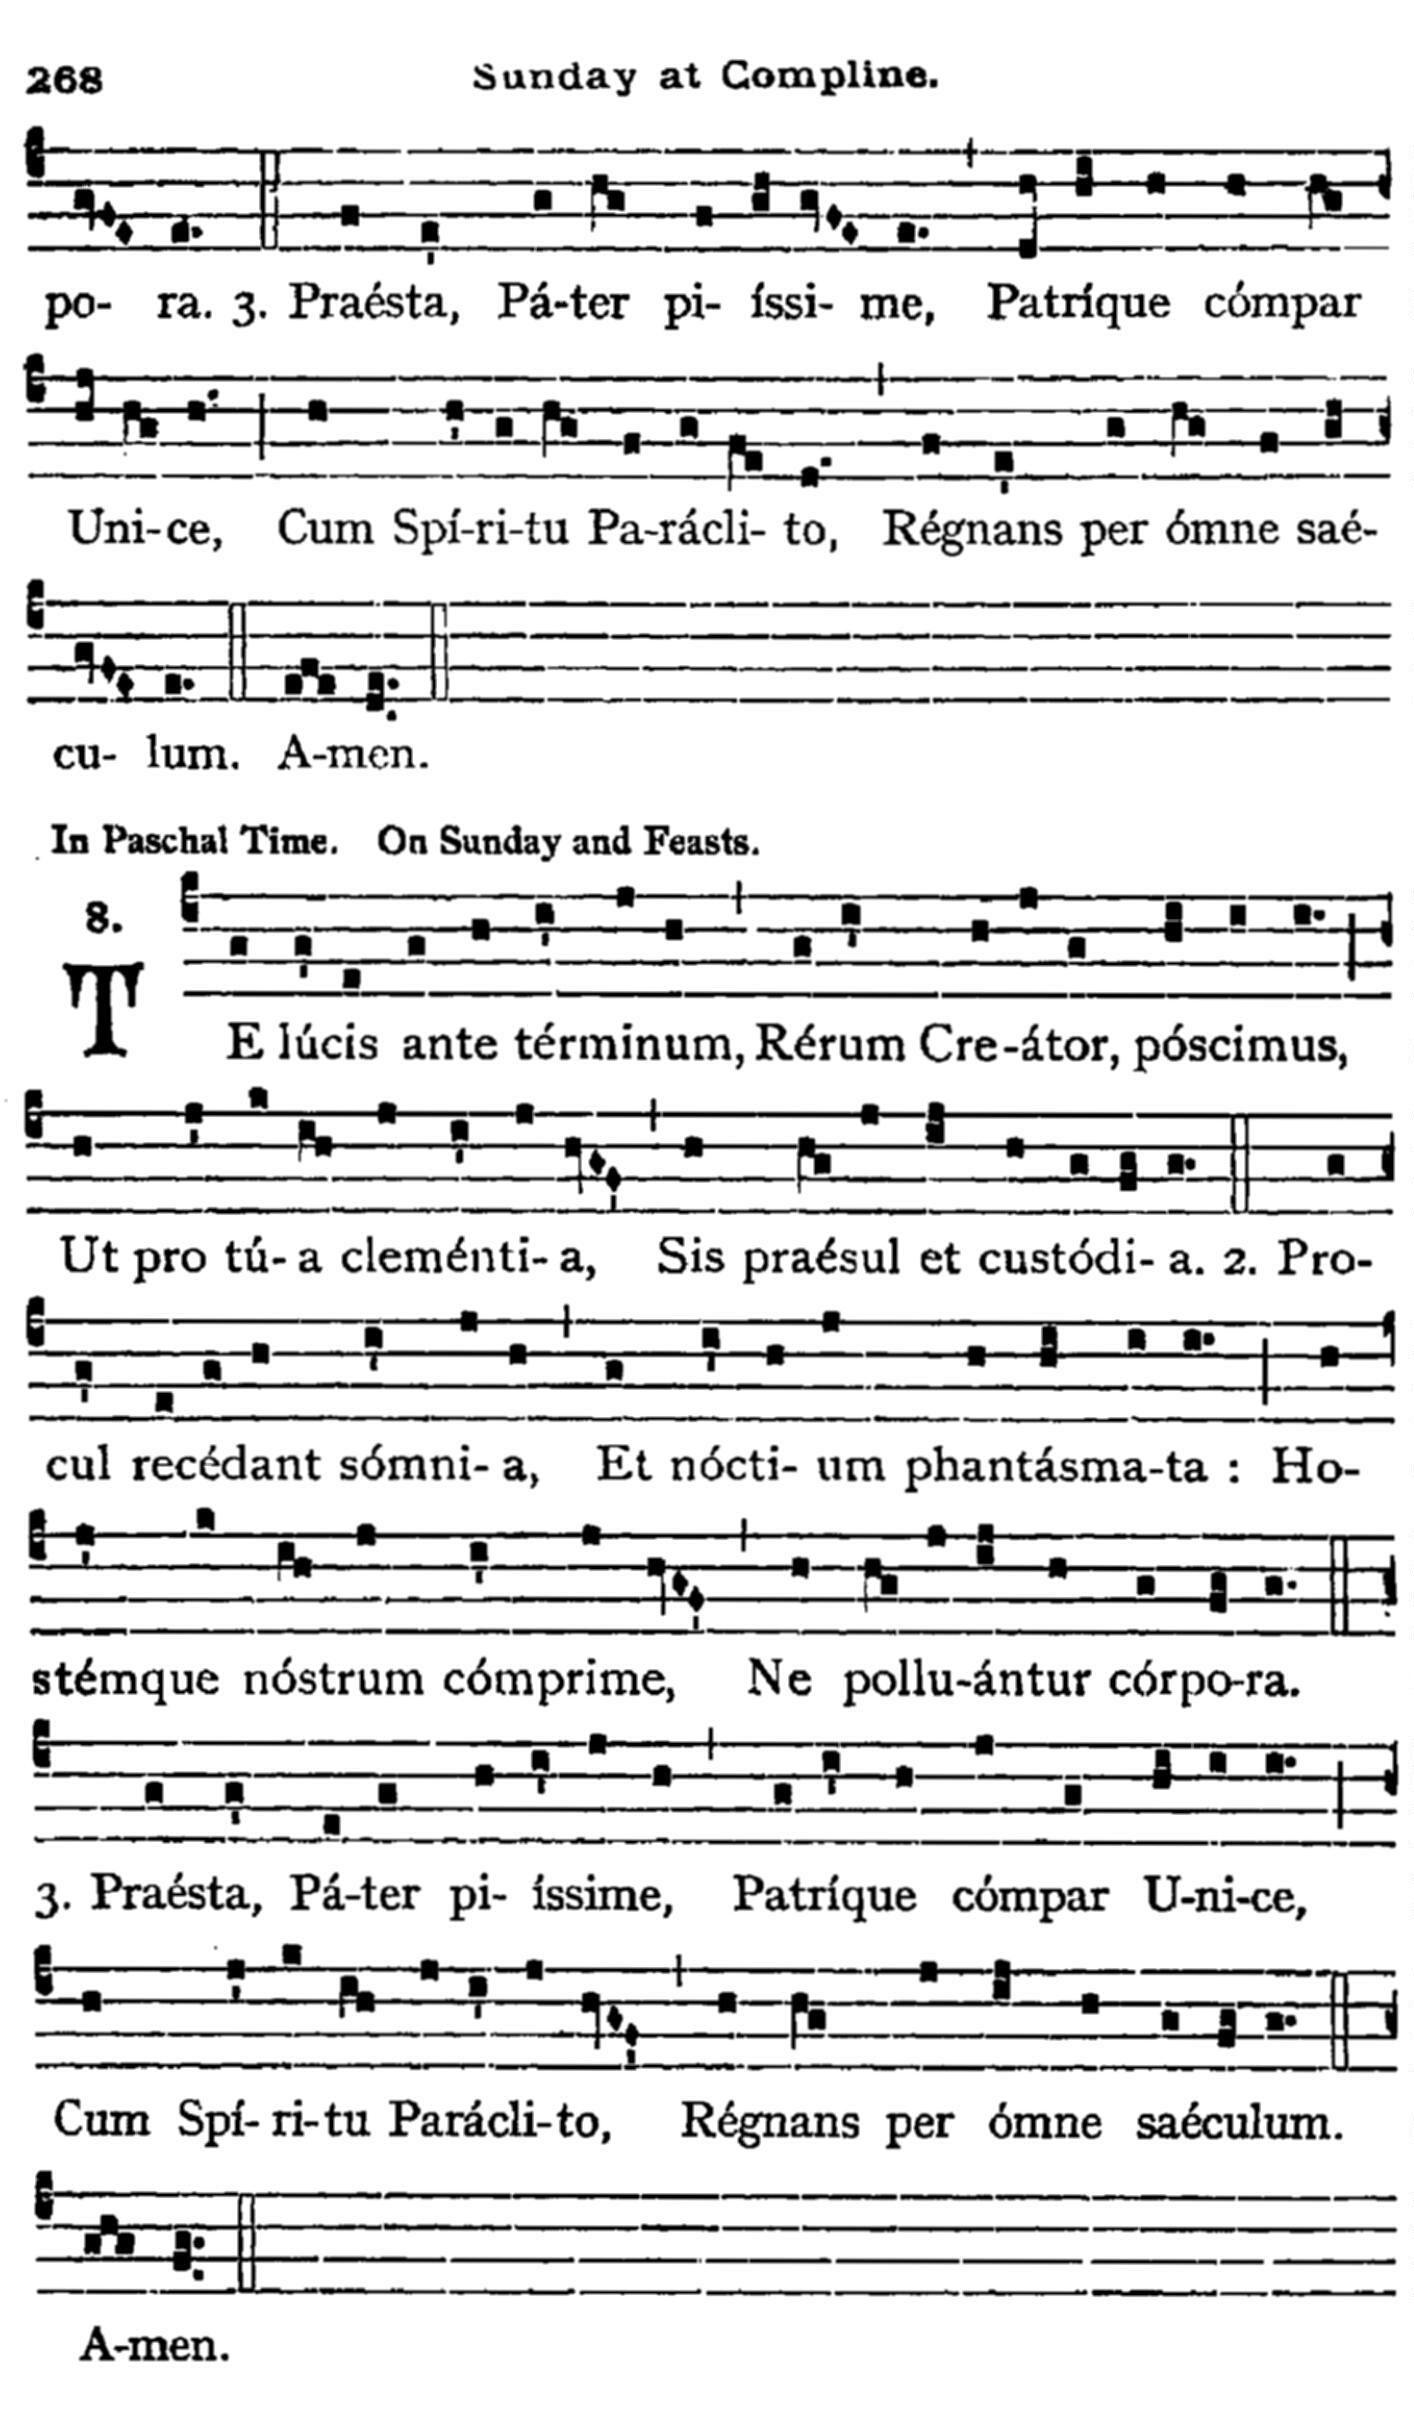 268 Sunday at Compline.
po- ra. 3. Praésta, Pá-ter pi- íssi- me, Patríque cómpar
Uni-ce, Cum Spí-ri-tu Pa-rácli- to, Régnans per ómne saé-
cu- lum. A-men.
In Paschal Time. On Sunday and Feasts.
8.
TE lúcis ante términum, Rérum Cre-átor, póscimus,
Ut pro tú- a cleménti- a, Sis praésul et custódi- a. 2. Pro-
cul recédant sómni- a, Et nócti- um phantásma-ta : Ho-
stémque nóstrum cómprime, Ne pollu-ántur córpo-ra.
3. Praésta, Pá-ter pi- íssime, Patríque cómpar U-ni-ce,
Cum Spí- ri-tu Parácli-to, Régnans per ómne saéculum.
A-men.